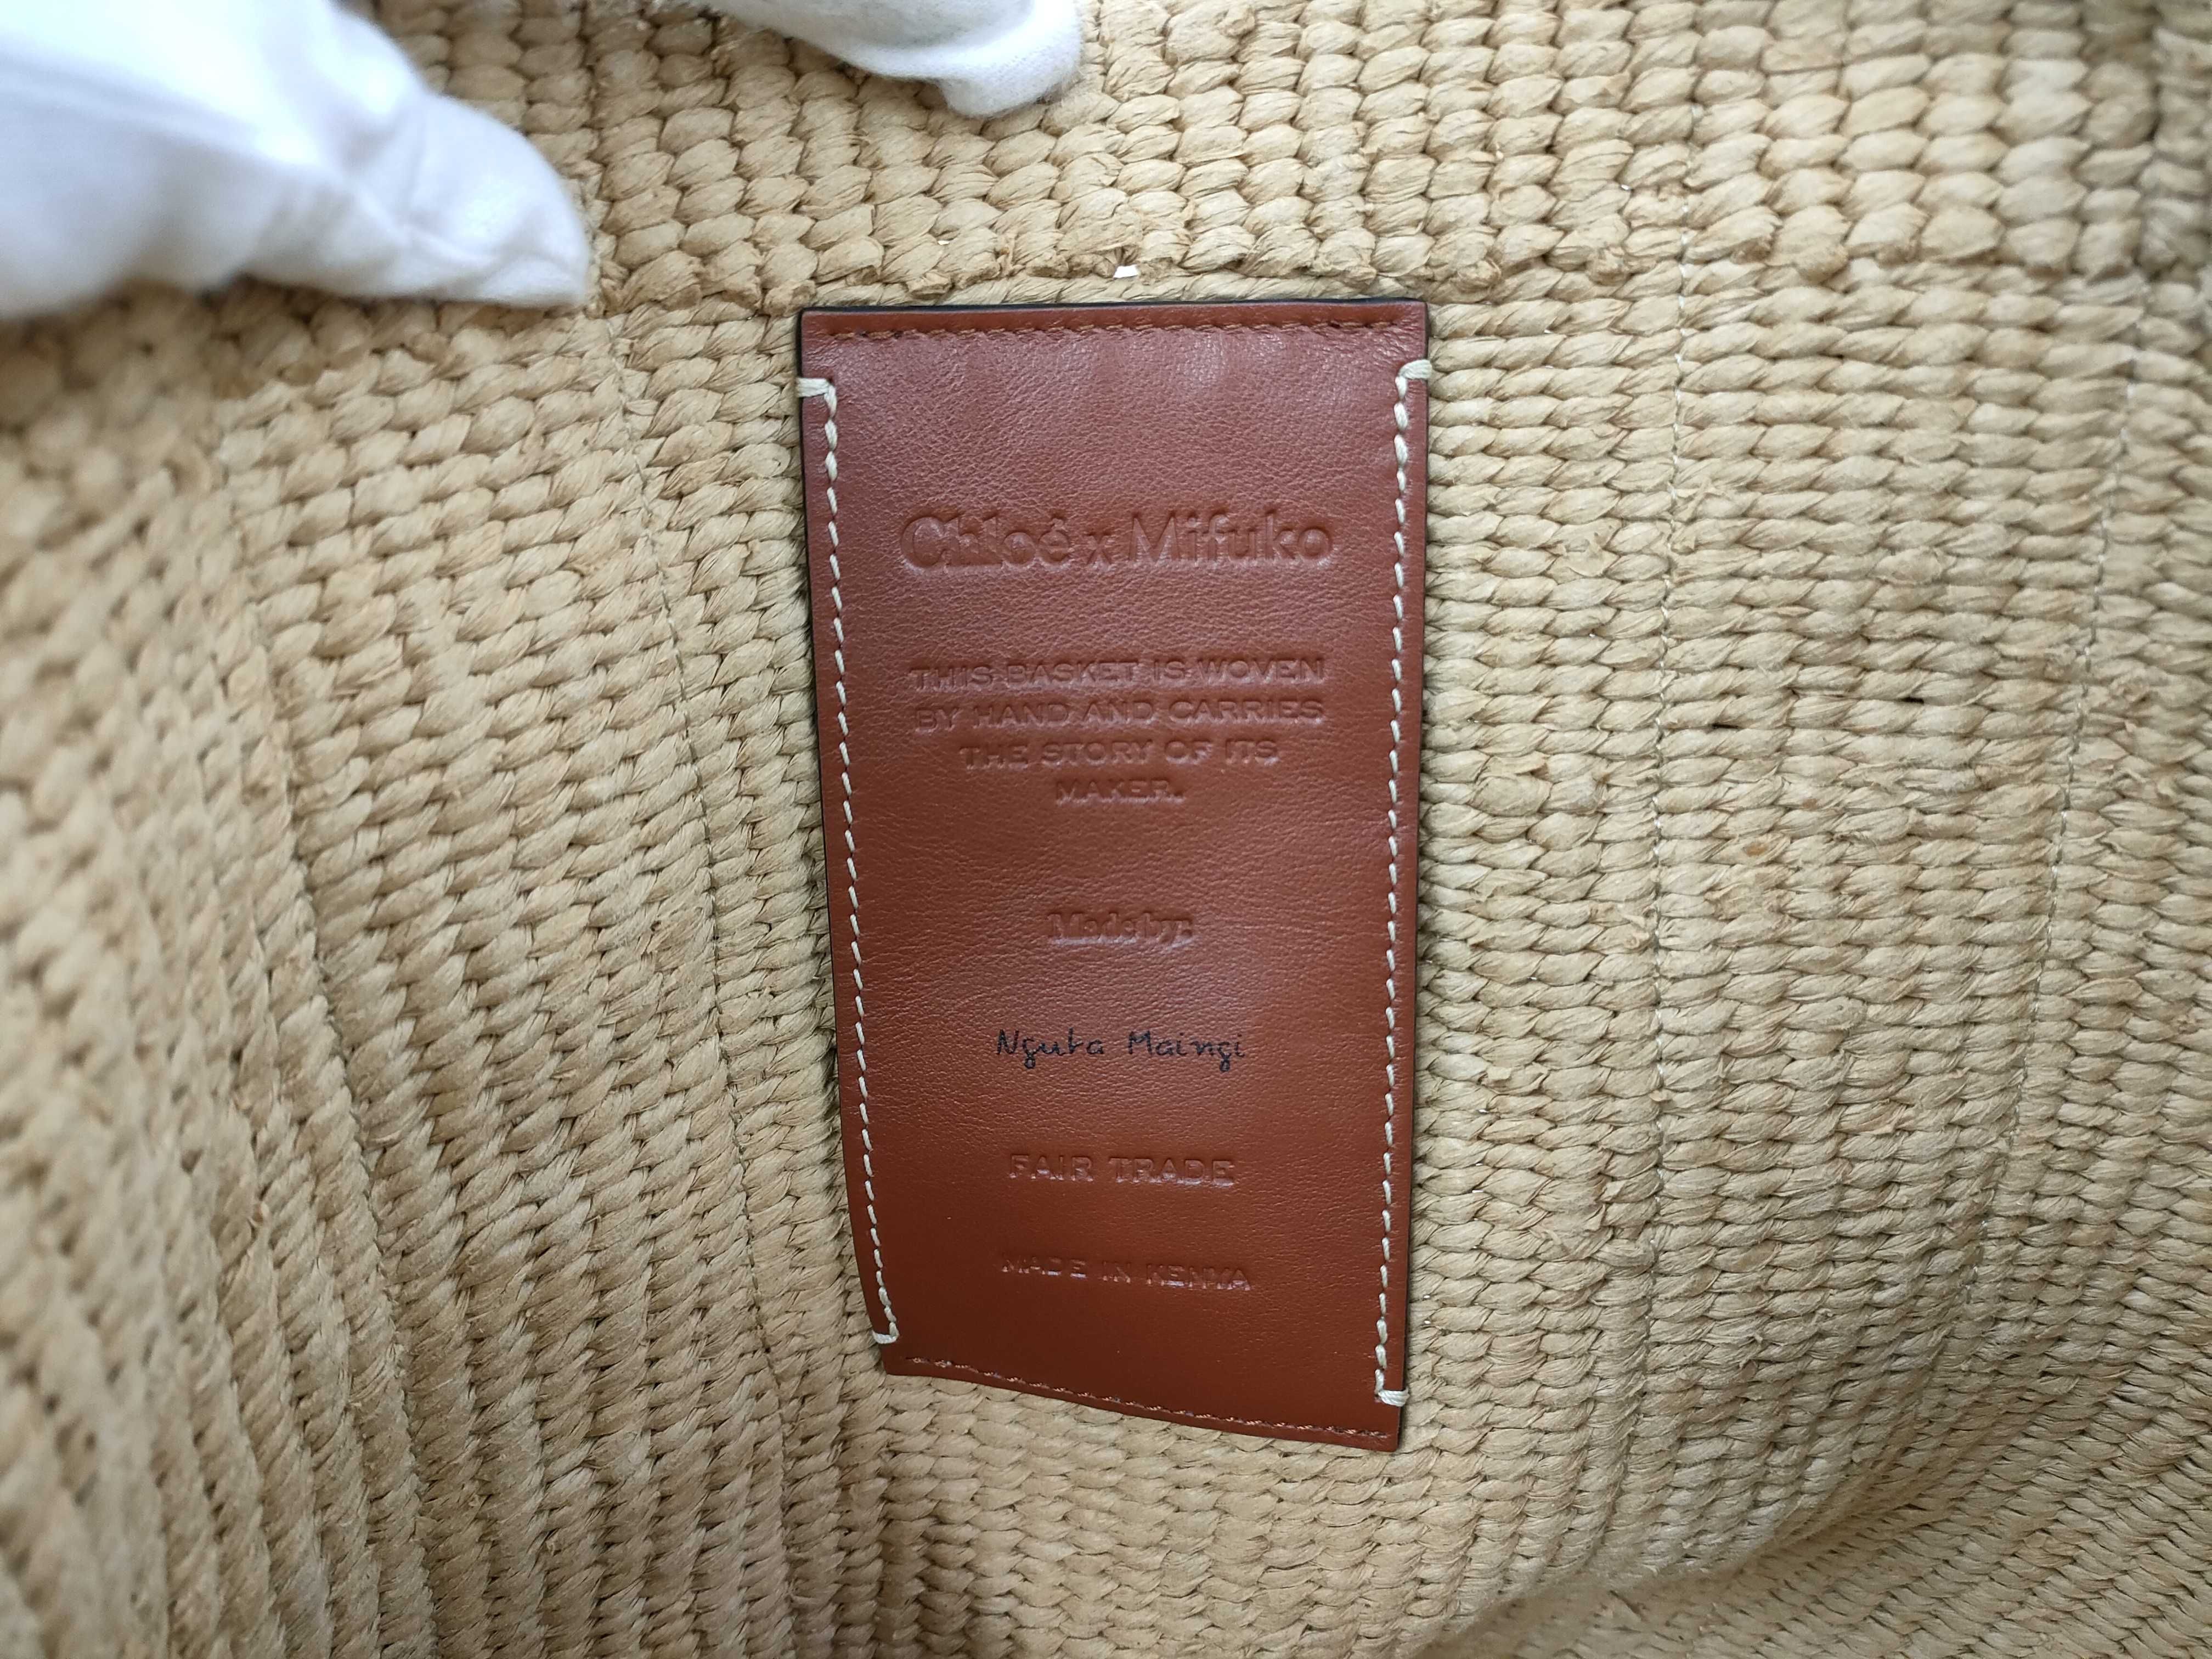 Chloé x Mifuko
THIS BASKET IS WOVEN
BY HAND AND CARRIES
THE STORY OF ITS
MAKER.
Made by:
Nguta Maingi
FAIR TRADE
MADE IN KENYA